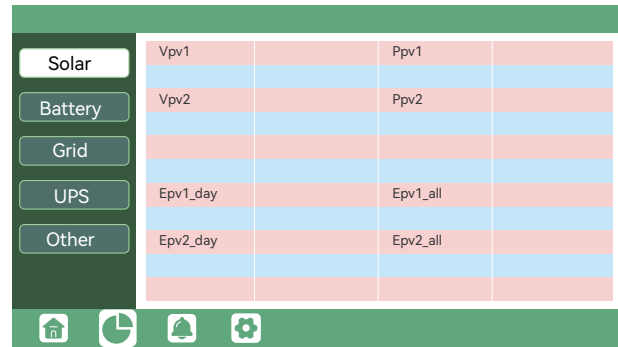 Solar
Battery
Grid
UPS
Other
Vpv1 Ppv1
Vpv2 Ppv2
Epv1_day Epv1_all
Epv2_day Epv2_all